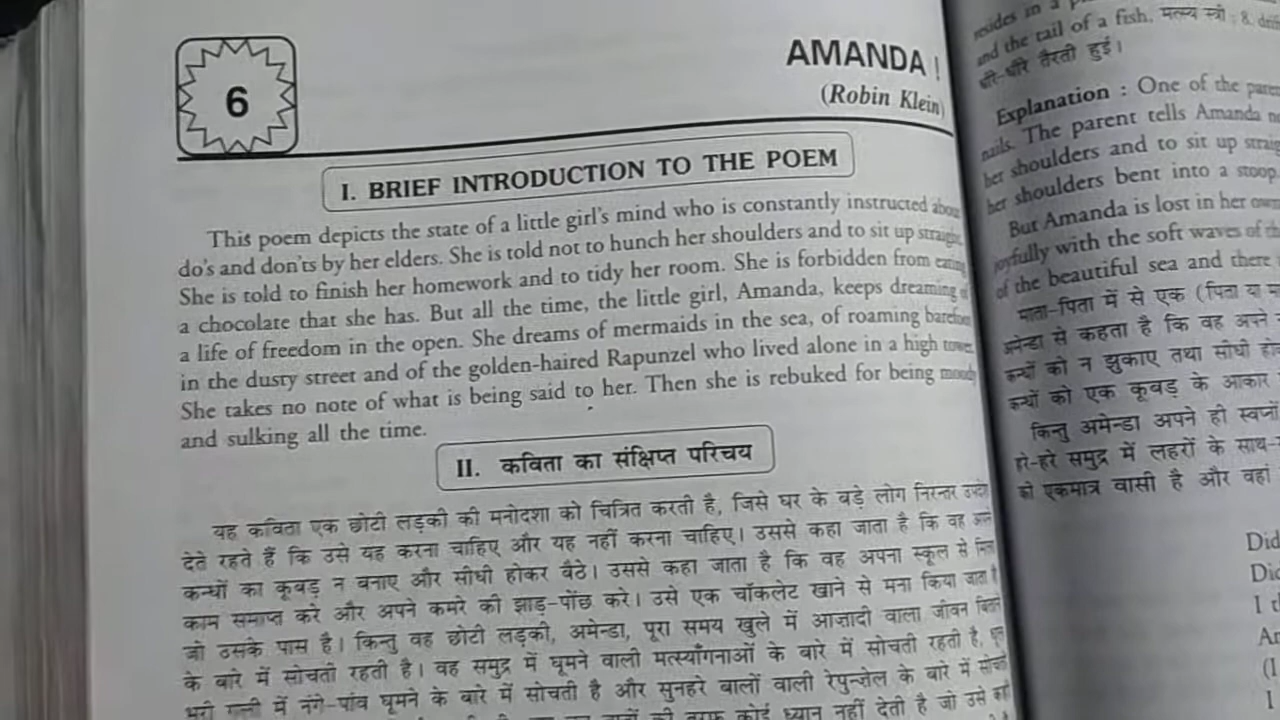 6
AMANDA !
(Robin Klein)
I. BRIEF INTRODUCTION TO THE POEM
This poem depicts the state of a little girl's mind who is constantly instructed about
do's and don'ts by her elders. She is told not to hunch her shoulders and to sit up straight.
She is told to finish her homework and to tidy her room. She is forbidden from eating
a chocolate that she has. But all the time, the little girl, Amanda, keeps dreaming of
a life of freedom in the open. She dreams of mermaids in the sea, of roaming barefoot
in the dusty street and of the golden-haired Rapunzel who lived alone in a high tower.
She takes no note of what is being said to her. Then she is rebuked for being moody
and sulking all the time.
II. कविता का संक्षिप्त परिचय
यह कविता एक छोटी लड़की की मनोदशा को चित्रित करती है, जिसे घर के बड़े लोग निरन्तर उपदेश
देते रहते हैं कि उसे यह करना चाहिए और यह नहीं करना चाहिए। उससे कहा जाता है कि वह अपने
कन्धों का कूबड़ न बनाए और सीधी होकर बैठे। उससे कहा जाता है कि वह अपना स्कूल से मिला
काम समाप्त करे और अपने कमरे की झाड़-पोंछ करे। उसे एक चॉकलेट खाने से मना किया जाता है
जो उसके पास है। किन्तु वह छोटी लड़की, अमेन्डा, पूरा समय खुले में आज़ादी वाला जीवन बिताने
के बारे में सोचती रहती है। वह समुद्र में घूमने वाली मत्स्याँगनाओं के बारे में सोचती रहती है, धूल
भरी गली में नंगे-पांव घूमने के बारे में सोचती है और सुनहरे बालों वाली रेपुन्ज़ेल के बारे में सोचती
कोई ध्यान नहीं देती है जो उसे कही
resides in a
and the tail of a fish, मत्स्य स्त्री ; 8.
धीरे-धीरे तैरती हुई।
Explanation : One of the
nails. The parent tells Amanda
her shoulders and to sit up
her shoulders bent into a stoop.
But Amanda is lost in her own
joyfully with the soft waves of
of the beautiful sea and there
माता-पिता में से एक (पिता या
अमेन्डा से कहता है कि वह अपने
कन्धों को न झुकाए तथा सीधी
कन्धों को एक कूबड़ के आकार
किन्तु अमेन्डा अपने ही स्वप्नों
हरे-हरे समुद्र में लहरों के साथ-
की एकमात्र वासी है और वहां
Did
I
(I
I